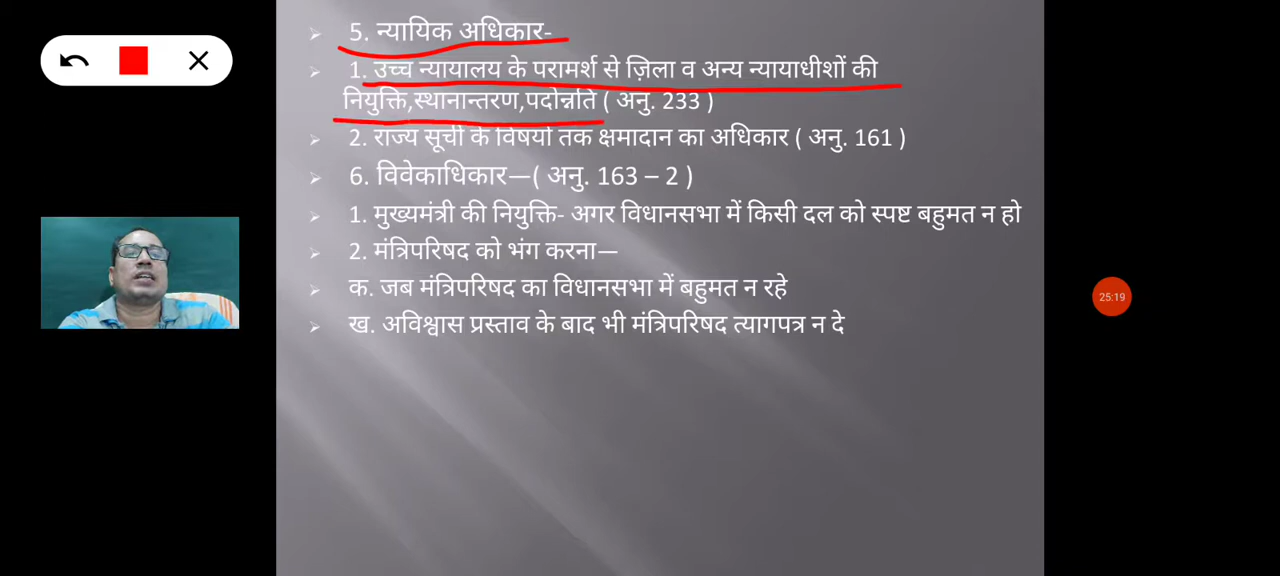 5. न्यायिक अधिकार-
1. उच्च न्यायालय के परामर्श से ज़िला व अन्य न्यायाधीशों की
नियुक्ति,स्थानान्तरण,पदोन्नति ( अनु. 233 )
2. राज्य सूची के विषयों तक क्षमादान का अधिकार ( अनु. 161 )
6. विवेकाधिकार—( अनु. 163 – 2 )
1. मुख्यमंत्री की नियुक्ति- अगर विधानसभा में किसी दल को स्पष्ट बहुमत न हो
2. मंत्रिपरिषद को भंग करना—
क. जब मंत्रिपरिषद का विधानसभा में बहुमत न रहे
ख. अविश्वास प्रस्ताव के बाद भी मंत्रिपरिषद त्यागपत्र न दे
25:19